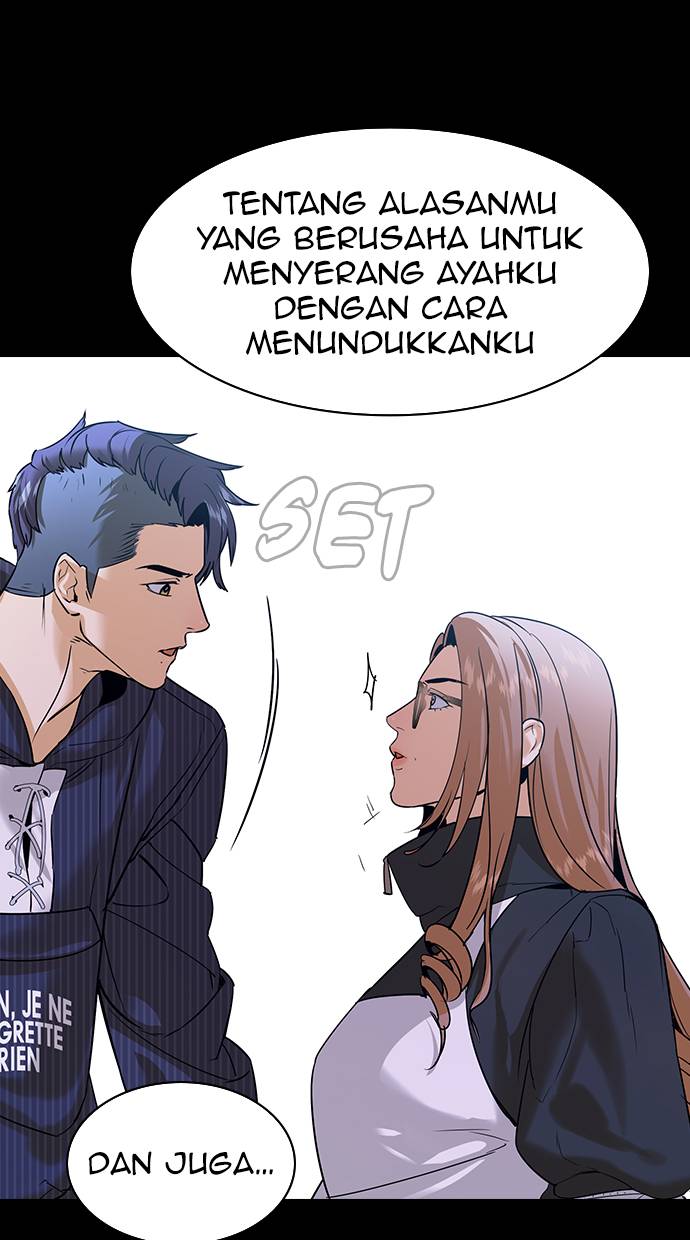 TENTANG ALASANMU
YANG BERUSAHA UNTUK
MENYERANG AYAHKU
DENGAN CARA
MENUNDUKKANKU
SET
N, JE NE
GRETTE
RIEN
DAN JUGA...